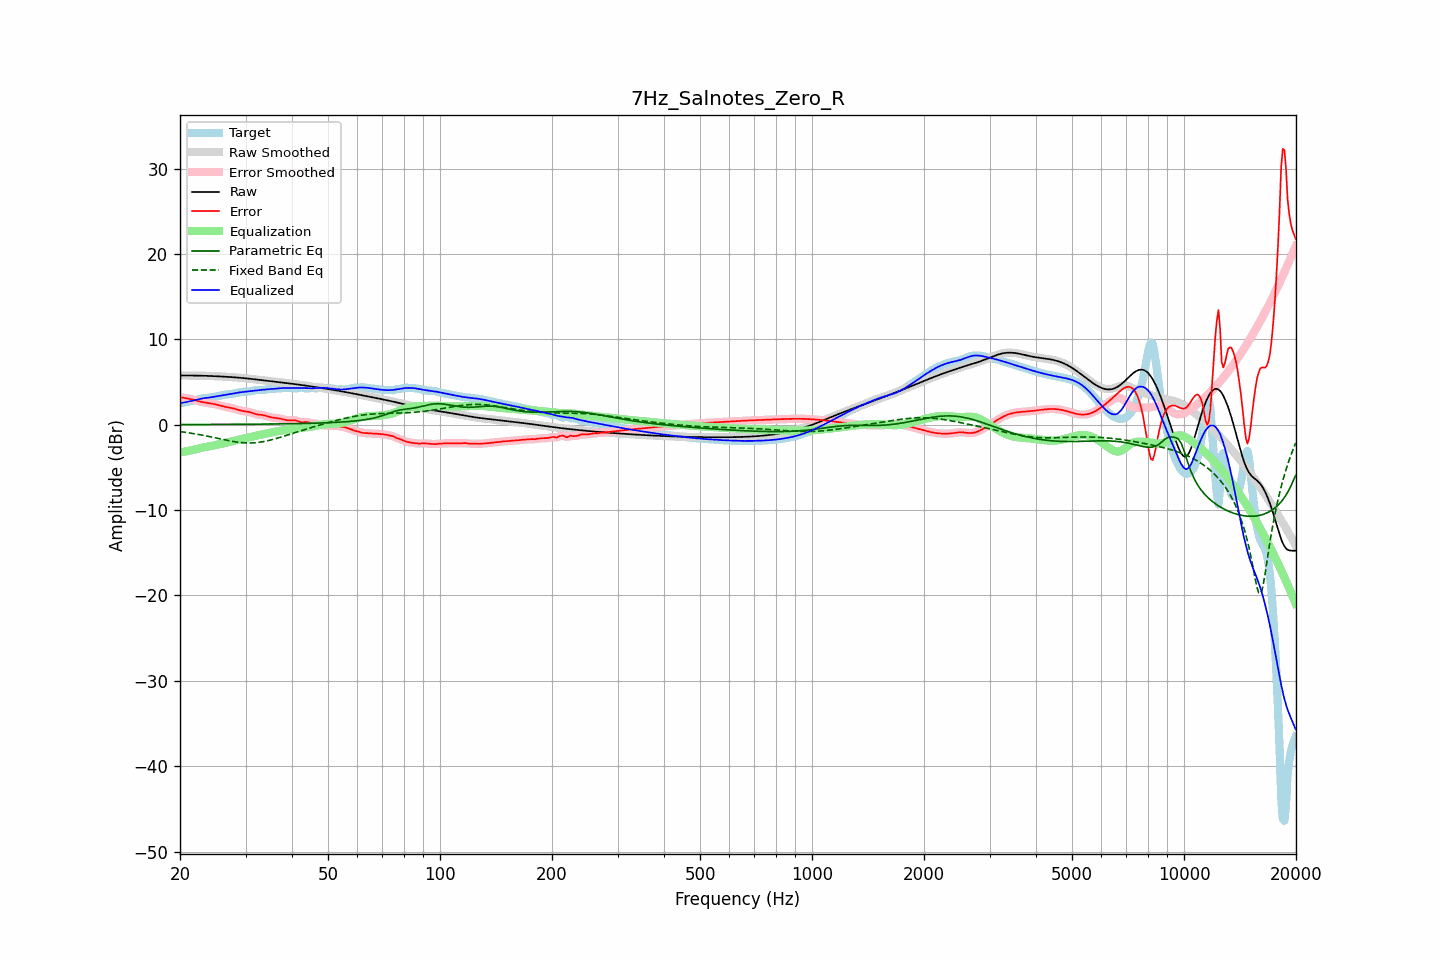 7Hz_Salnotes_Zero_R
Target
Raw Smoothed
Error Smoothed
Raw
Error
Equalization
Parametric Eq
Fixed Band Eq
Equalized
30
20
10
0
−10
−20
−30
−40
−50
Amplitude (dBr)
20 50 100 200 500 1000 2000 5000 10000 20000
Frequency (Hz)